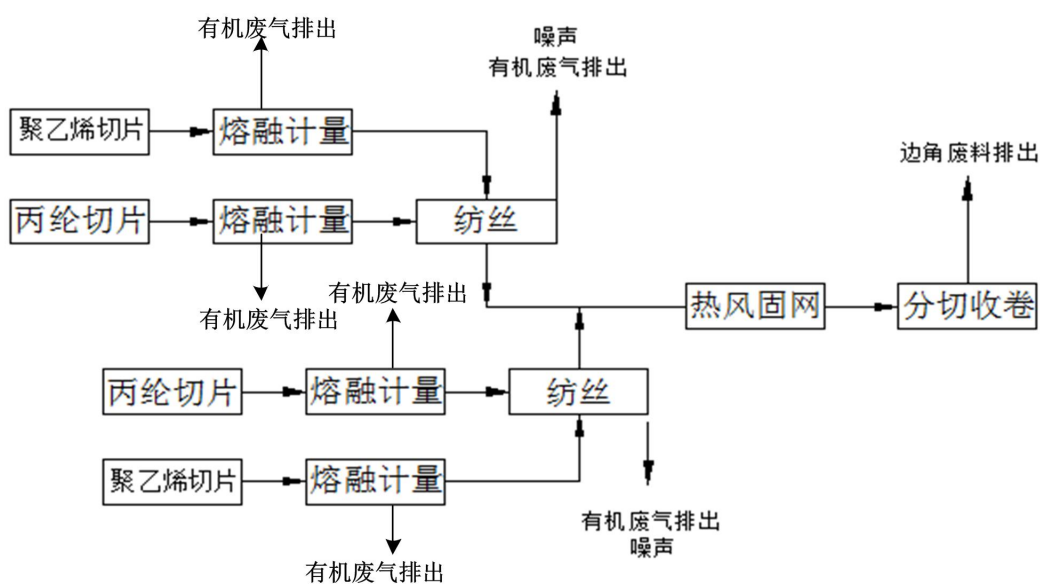 有机废气排出
噪声
有机废气排出
聚乙烯切片
熔融计量
边角废料排出
丙纶切片
熔融计量
纺丝
有机废气排出
有机废气排出
热风固网
分切收卷
丙纶切片
熔融计量
纺丝
聚乙烯切片
熔融计量
有机废气排出
噪声
有机废气排出